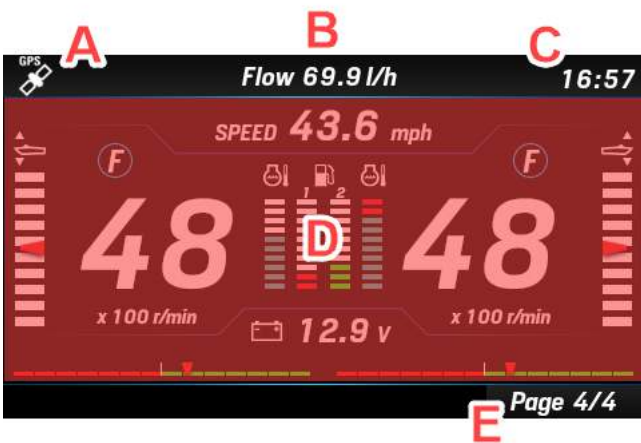 A
B
C
GPS
Flow 69.9 l/h
16:57
SPEED 43.6 mph
F
F
1 2
48
D
48
x 100 r/min
x 100 r/min
12.9 v
E
Page 4/4